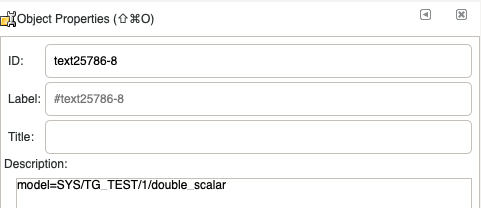 Object Properties (⇧⌘O)
ID: text25786-8
Label: #text25786-8
Title:
Description:
model=SYS/TG_TEST/1/double_scalar